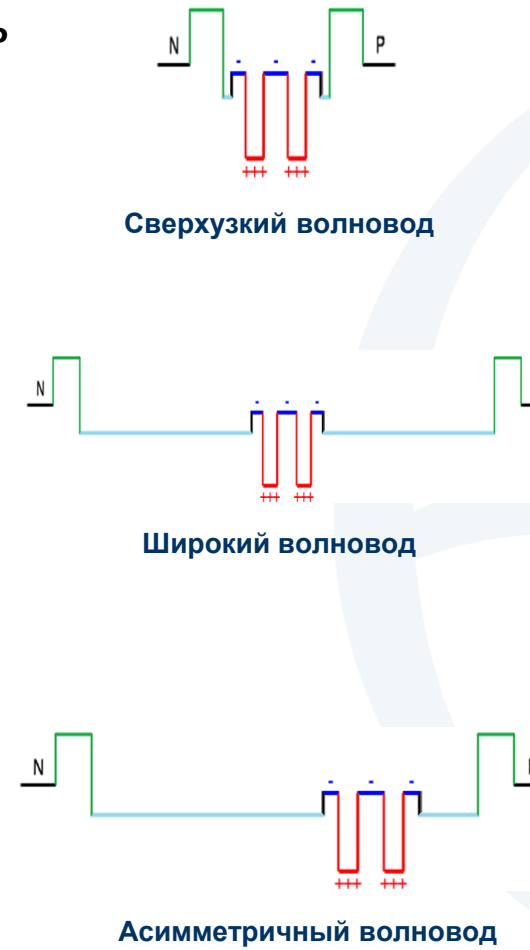 Ь
N - - - P
+++ +++
Сверхузкий волновод
N - - -
+++ +++
Широкий волновод
N - - -
+++ +++
Асимметричный волновод